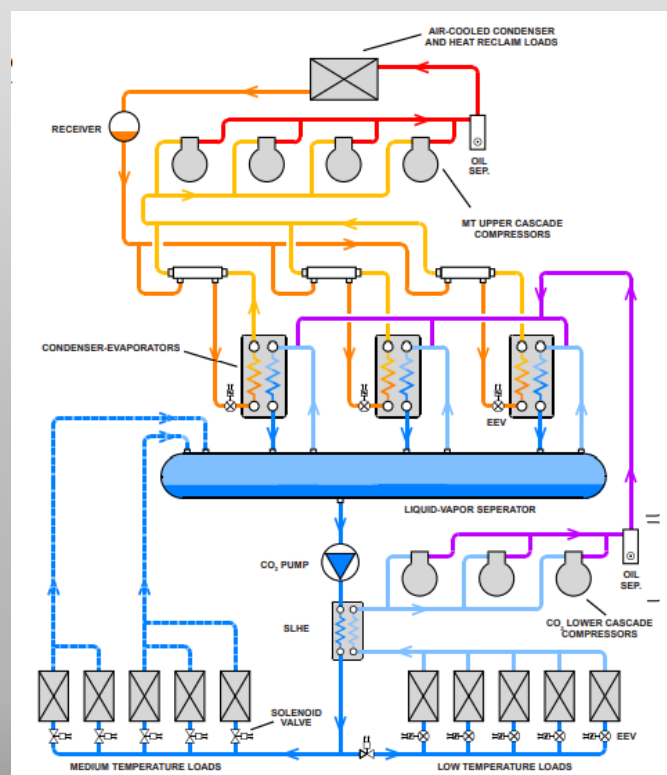 AIR-COOLED CONDENSER
AND HEAT RECLAIM LOADS
RECEIVER
OIL
SEP.
MT UPPER CASCADE
COMPRESSORS
CONDENSER-EVAPORATORS
EEV
LIQUID-VAPOR SEPERATOR
CO₂ PUMP
OIL
SEP.
SLHE
CO₂ LOWER CASCADE
COMPRESSORS
SOLENOID
VALVE
EEV
MEDIUM TEMPERATURE LOADS
LOW TEMPERATURE LOADS